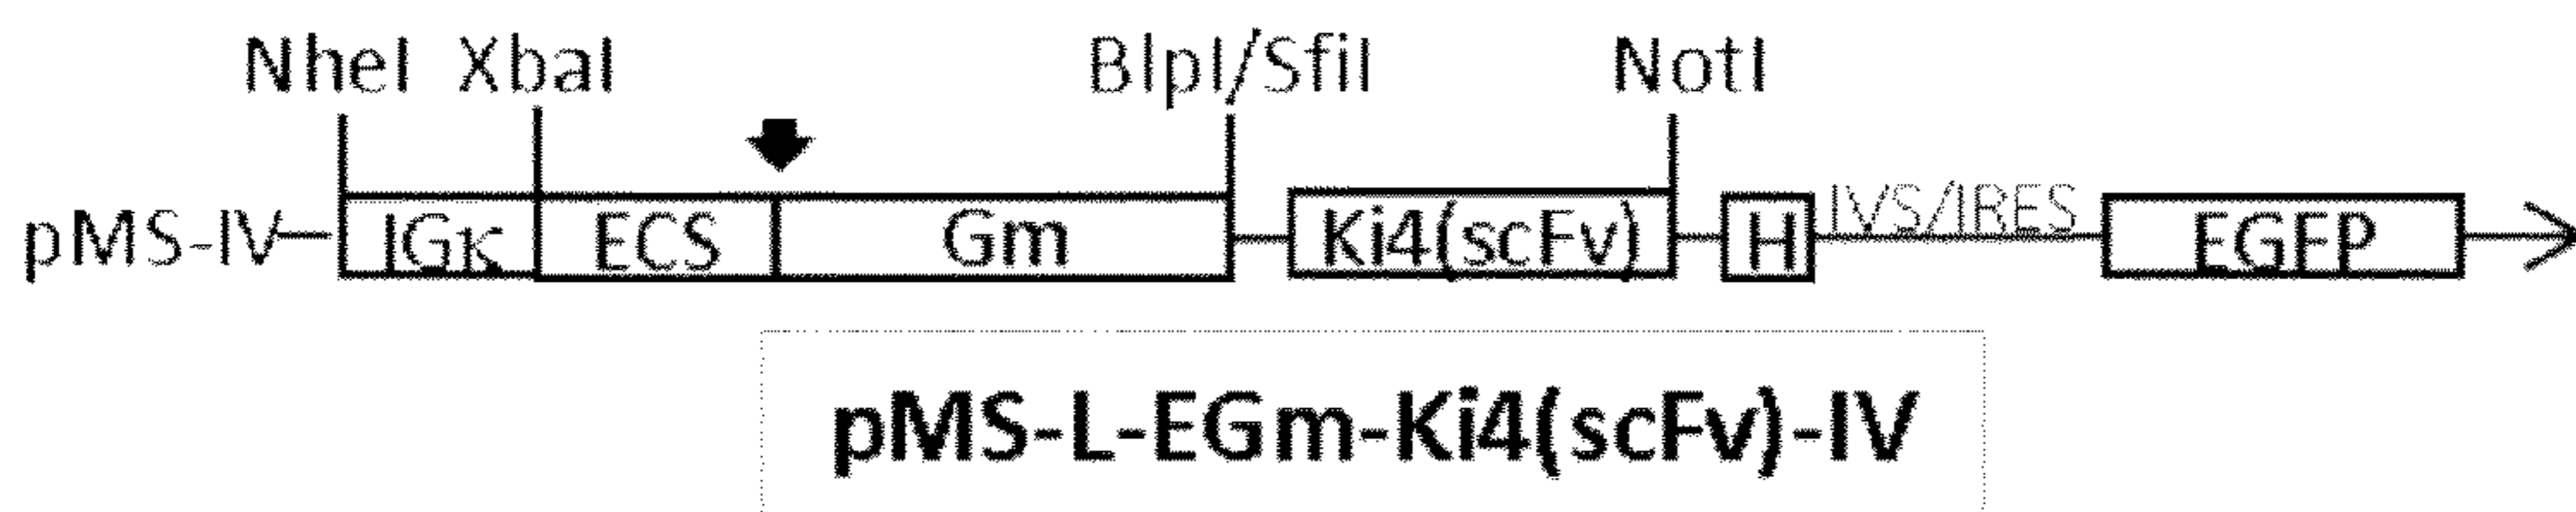 NheI XbaI BlpI/SfiI NotI
pMS-IV IGκ ECS Gm Ki4(scFv) H IVS/IRES EGFP
pMS-L-EGm-Ki4(scFv)-IV